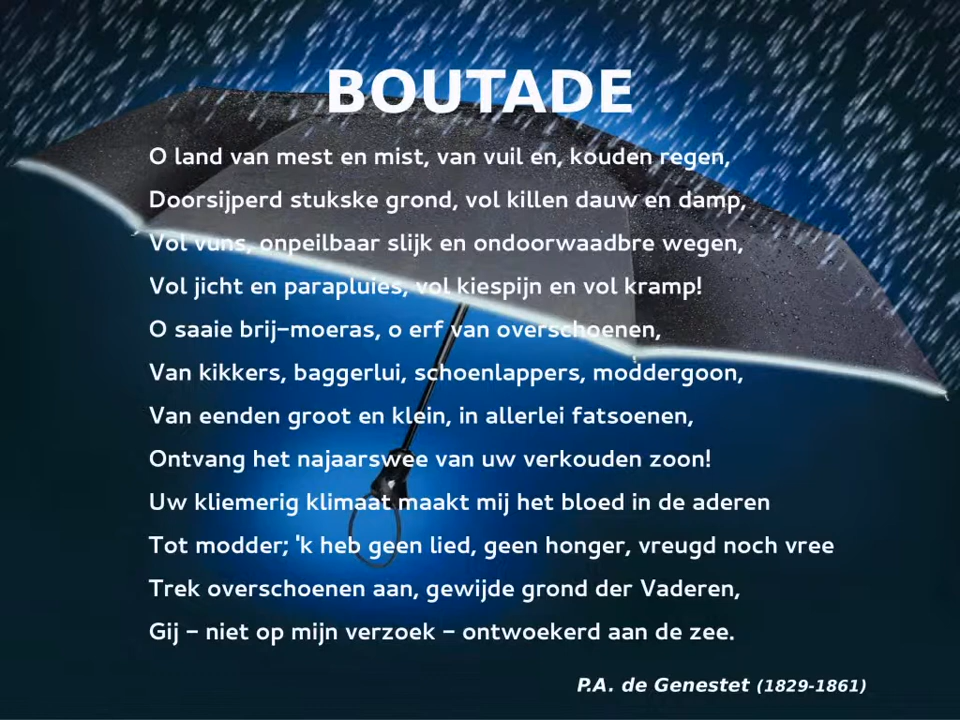 BOUTADE
O land van mest en mist, van vuil en, kouden regen,
Doorsijperd stukske grond, vol killen dauw en damp,
Vol vuns, onpeilbaar slijk en ondoorwaadbre wegen,
Vol jicht en parapluies, vol kiespijn en vol kramp!
O saaie brij–moeras, o erf van overschoenen,
Van kikkers, baggerlui, schoenlappers, moddergoon,
Van eenden groot en klein, in allerlei fatsoenen,
Ontvang het najaarswee van uw verkouden zoon!
Uw kliemerig klimaat maakt mij het bloed in de aderen
Tot modder; 'k heb geen lied, geen honger, vreugd noch vree
Trek overschoenen aan, gewijde grond der Vaderen,
Gij – niet op mijn verzoek – ontwoekerd aan de zee.
P.A. de Genestet (1829-1861)